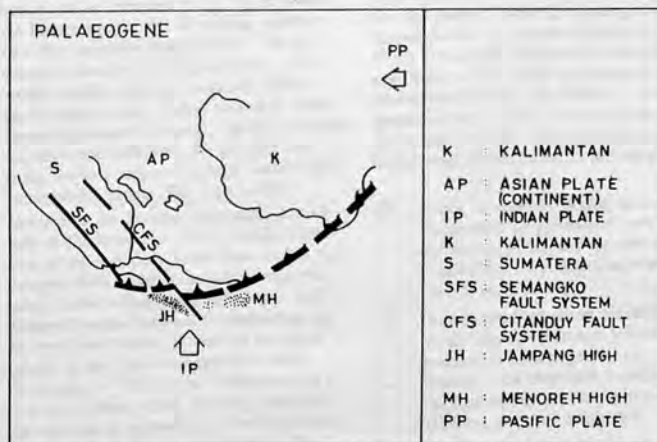 PALAEOGENE
PP
S
AP
K
SFS
CFS
JH
MH
IP
K : KALIMANTAN
AP : ASIAN PLATE
(CONTINENT)
IP : INDIAN PLATE
K : KALIMANTAN
S : SUMATERA
SFS : SEMANGKO
FAULT SYSTEM
CFS : CITANDUY FAULT
SYSTEM
JH : JAMPANG HIGH
MH : MENOREH HIGH
PP : PASIFIC PLATE